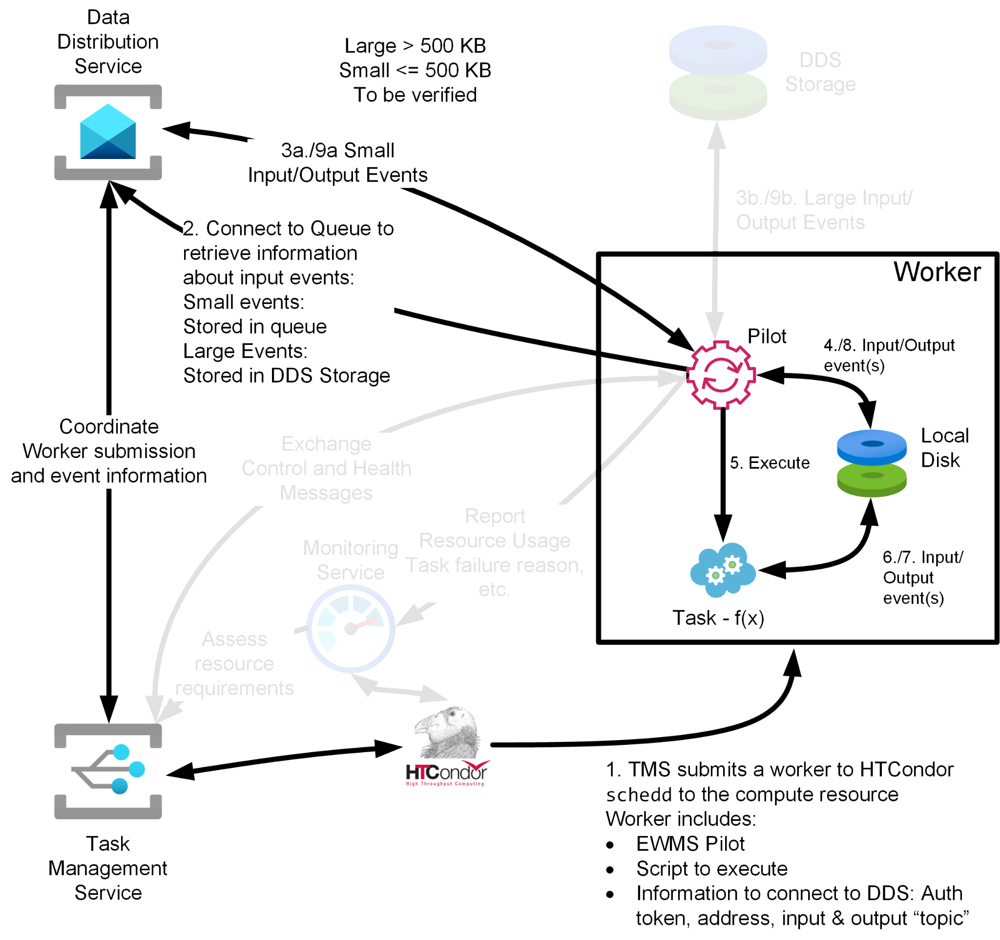 Data
Distribution
Service
Large > 500 KB
Small <= 500 KB
To be verified
DDS
Storage
3a./9a Small
Input/Output Events
3b./9b. Large Input/
Output Events
2. Connect to Queue to
retrieve information
about input events:
Small events:
Stored in queue
Large Events:
Stored in DDS Storage
Worker
Pilot
4./8. Input/Output
event(s)
Coordinate
Worker submission
and event information
Exchange
Control and Health
Messages
5. Execute
Local
Disk
Report
Resource Usage
Task failure reason,
etc.
Monitoring
Service
6./7. Input/
Output
event(s)
Task - f(x)
Assess
resource
requirements
HTCondor
High Throughput Computing
1. TMS submits a worker to HTCondor
schedd to the compute resource
Worker includes:
• EWMS Pilot
• Script to execute
• Information to connect to DDS: Auth
token, address, input & output “topic”
Task
Management
Service